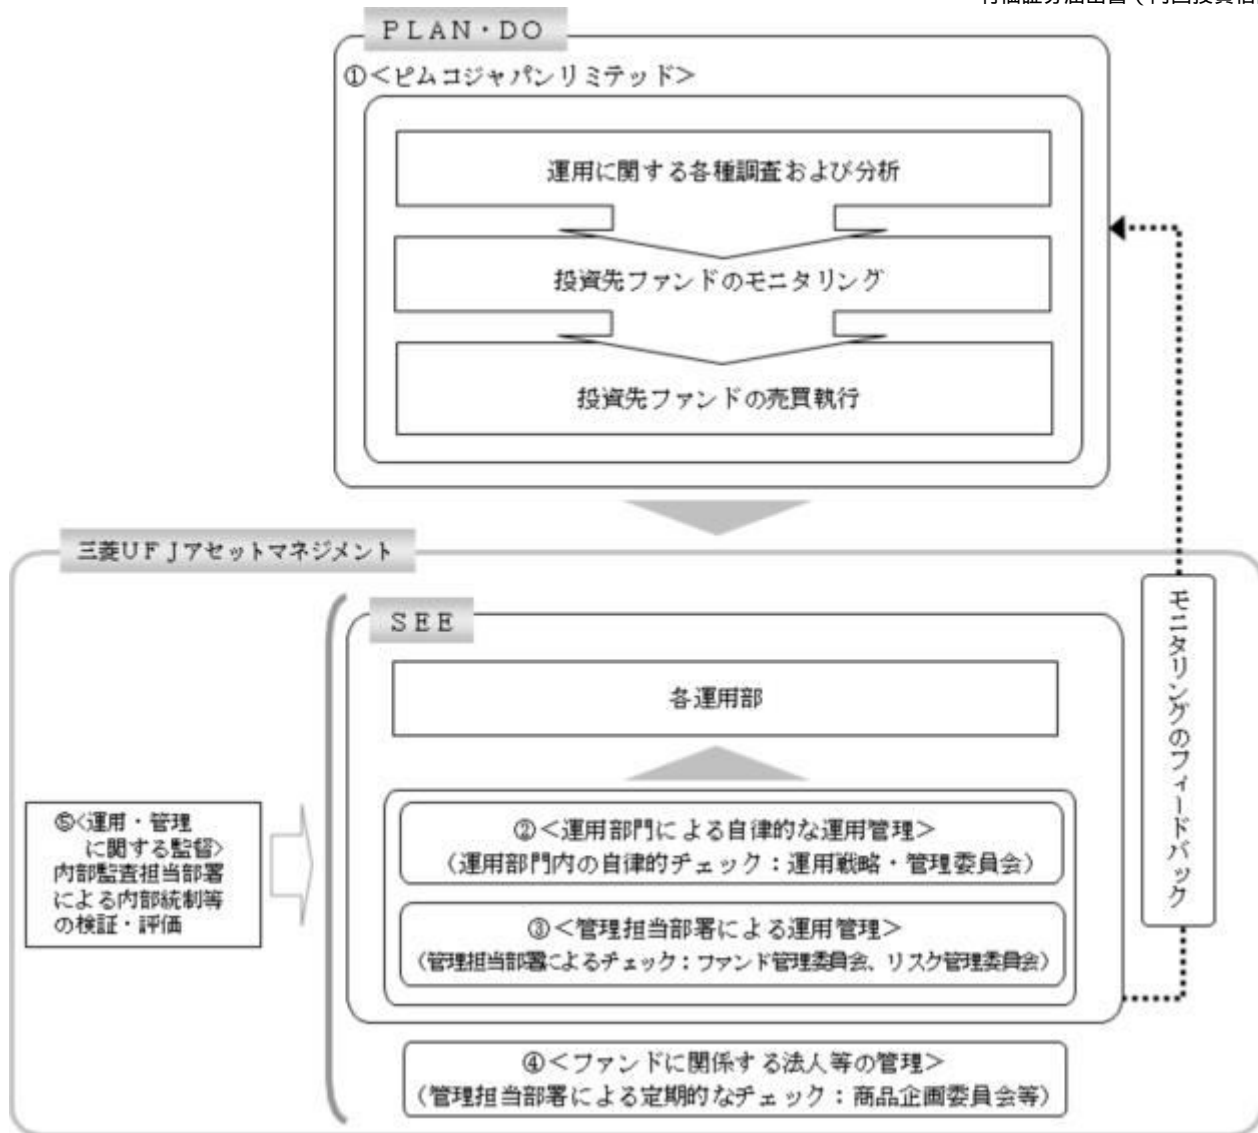 ＰＬＡＮ・ＤＯ
①＜ピムコジャパンリミテッド＞
運用に関する各種調査および分析
投資先ファンドのモニタリング
投資先ファンドの売買執行
三菱ＵＦＪアセットマネジメント
ＳＥＥ
各運用部
②＜運用部門による自律的な運用管理＞
（運用部門内の自律的チェック：運用戦略・管理委員会）
③＜管理担当部署による運用管理＞
（管理担当部署によるチェック：ファンド管理委員会、リスク管理委員会）
④＜ファンドに関係する法人等の管理＞
（管理担当部署による定期的なチェック：商品企画委員会等）
⑤＜運用・管理
に関する監督＞
内部監査担当部署
による内部統制等
の検証・評価
モニタリングのフィードバック